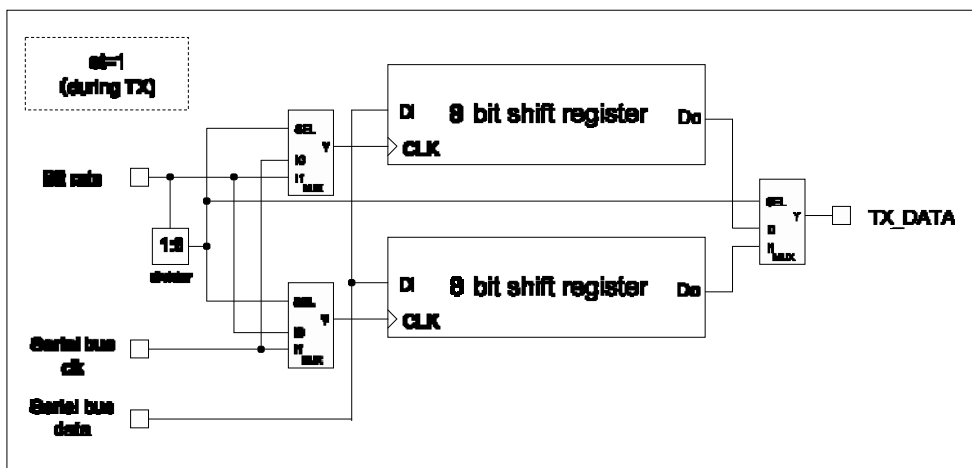 el=1
(during TX)
DI
8 bit shift register
Do
CLK
SEL
Y
I0
I1
MUX
Bit rate
SEL
Y
I1
MUX
TX_DATA
1:8
divider
DI
8 bit shift register
Do
CLK
SEL
Y
I0
I1
MUX
Serial bus
clk
Serial bus
data